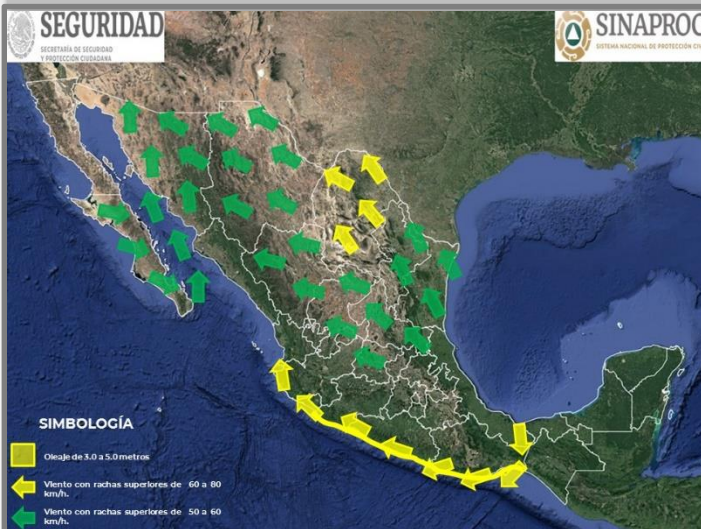 SEGURIDAD
SECRETARÍA DE SEGURIDAD
Y PROTECCIÓN CIUDADANA
SINAPROC
SISTEMA NACIONAL DE PROTECCIÓN CIV
SIMBOLOGÍA
Oleaje de 3.0 a 5.0 metros
Viento con rachas superiores de 60 a 80
km/h.
Viento con rachas superiores de 50 a 60
km/h.